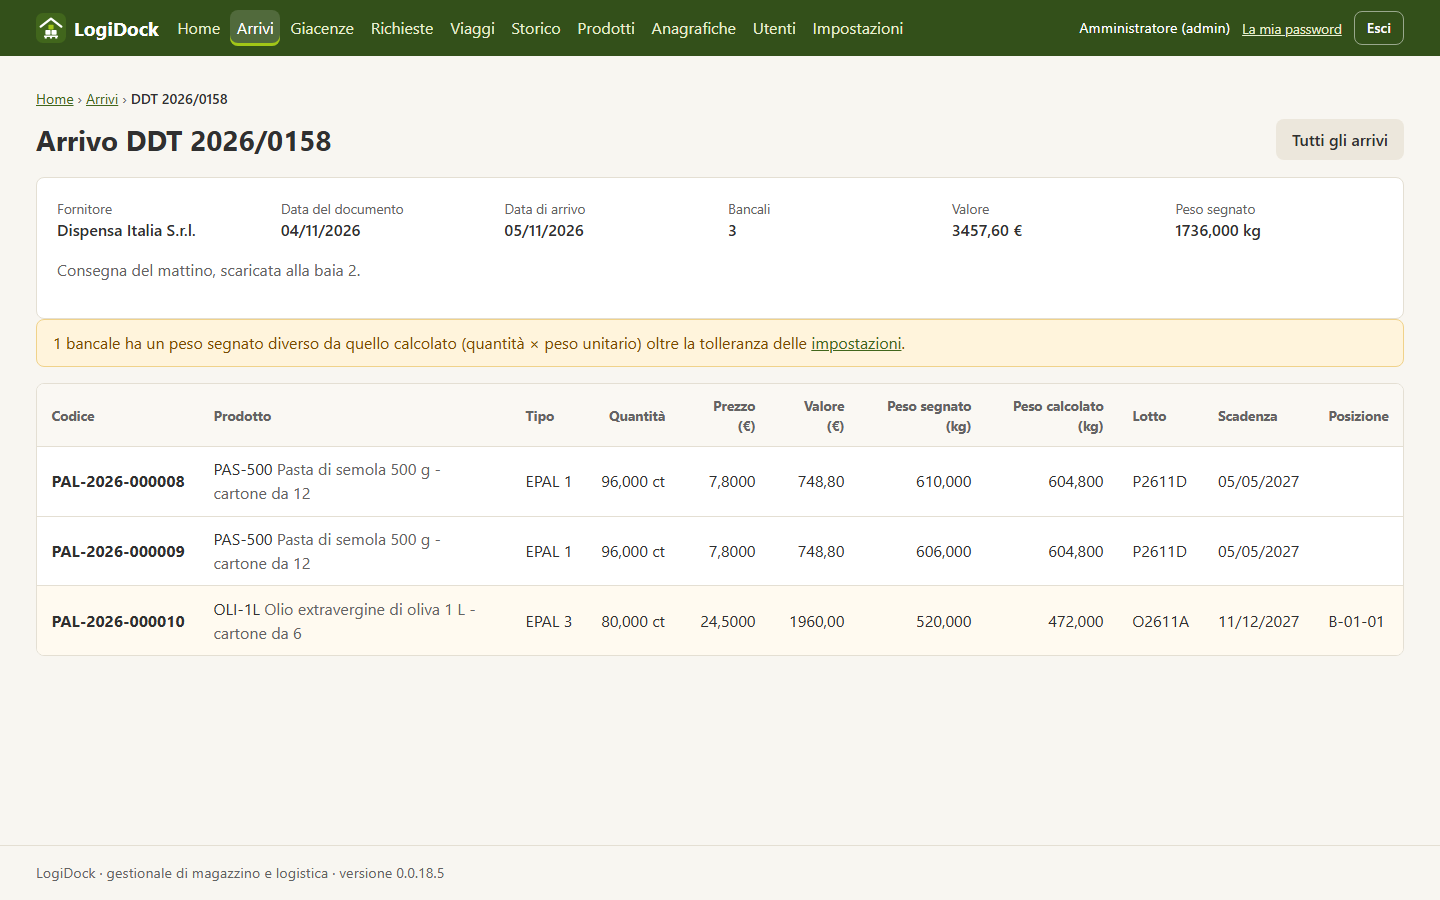 LogiDock Home Arrivi Giacenze Richieste Viaggi Storico Prodotti Anagrafiche Utenti Impostazioni Amministratore (admin) La mia password Esci
Home › Arrivi › DDT 2026/0158
Arrivo DDT 2026/0158
Tutti gli arrivi
Fornitore Data del documento Data di arrivo Bancali Valore Peso segnato
Dispensa Italia S.r.l. 04/11/2026 05/11/2026 3 3457,60 € 1736,000 kg
Consegna del mattino, scaricata alla baia 2.
1 bancale ha un peso segnato diverso da quello calcolato (quantità × peso unitario) oltre la tolleranza delle impostazioni.
Codice Prodotto Tipo Quantità Prezzo (€) Valore (€) Peso segnato (kg) Peso calcolato (kg) Lotto Scadenza Posizione
PAL-2026-000008 PAS-500 Pasta di semola 500 g - cartone da 12 EPAL 1 96,000 ct 7,8000 748,80 610,000 604,800 P2611D 05/05/2027
PAL-2026-000009 PAS-500 Pasta di semola 500 g - cartone da 12 EPAL 1 96,000 ct 7,8000 748,80 606,000 604,800 P2611D 05/05/2027
PAL-2026-000010 OLI-1L Olio extravergine di oliva 1 L - cartone da 6 EPAL 3 80,000 ct 24,5000 1960,00 520,000 472,000 O2611A 11/12/2027 B-01-01
LogiDock · gestionale di magazzino e logistica · versione 0.0.18.5